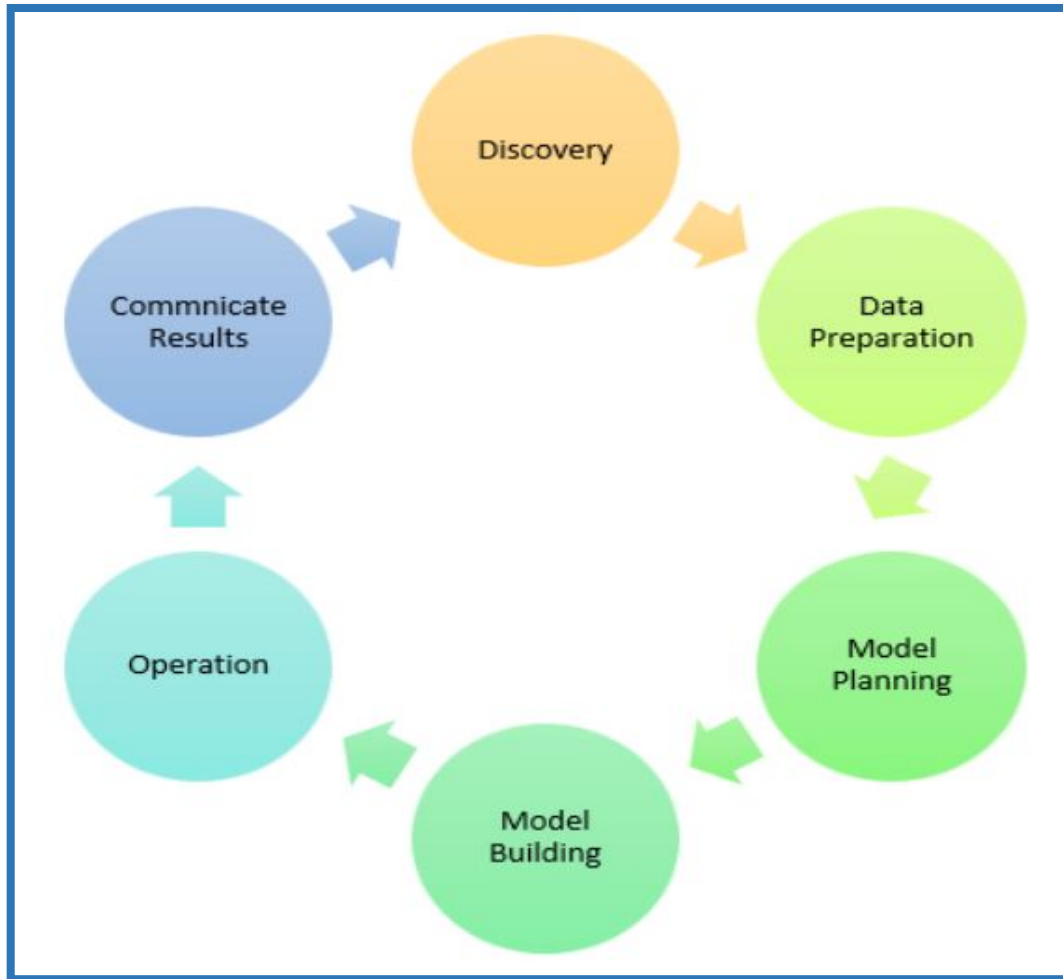 Discovery
Data
Preparation
Model
Planning
Model
Building
Operation
Commnicate
Results